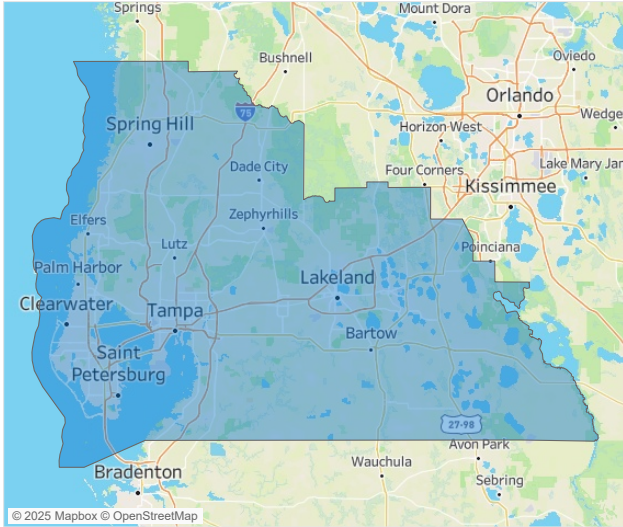 Springs
Mount Dora
Bushnell
Oviedo
Orlando
75
Spring Hill
Wedge
Horizon West
Dade City
Four Corners
Lake Mary Jan
Kissimmee
Elfers
Zephyrhills
Lutz
Poinciana
Palm Harbor
Lakeland
Clearwater
Tampa
Bartow
Saint
Petersburg
27-98
Avon Park
Bradenton
Wauchula
Sebring
© 2025 Mapbox © OpenStreetMap